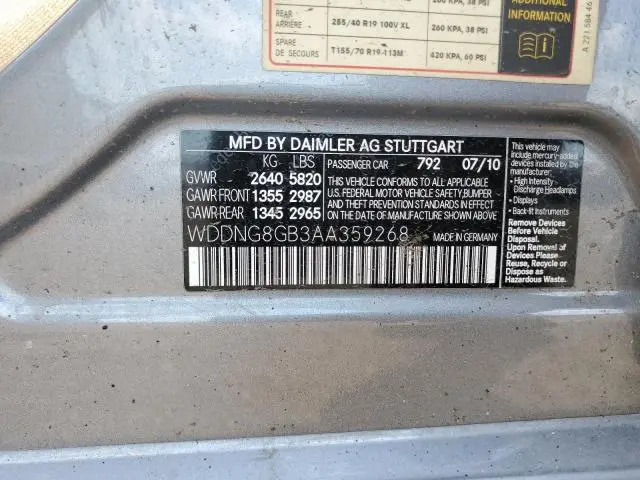 REAR
ARRIÈRE
255/40 R19 100V XL
260 KPA, 38 PSI
SPARE
DE SECOURS
T155/70 R19 113M
420 KPA, 60 PSI
ADDITIONAL
INFORMATION
A 221 584 46
MFD BY DAIMLER AG STUTTGART
KG LBS
GVWR 2640 5820
GAWR FRONT 1355 2987
GAWR-REAR 1345 2965
PASSENGER CAR 792 07/10
THIS VEHICLE CONFORMS TO ALL APPLICABLE
U.S. FEDERAL MOTOR VEHICLE SAFETY,BUMPER
AND THEFT PREVENTION STANDARDS IN EFFECT
ON THE DATE OF MANUFACTURE SHOWN ABOVE.
WDDNG8GB3AA359268
MADE IN GERMANY
This vehicle may
include mercury-added
devices installed by the
manufacturer:
• High Intensity
Discharge Headlamps
• Displays
• Back-lit Instruments
Remove Devices
Before Vehicle
Disposal.
Upon Removal
of Devices Please
Reuse, Recycle or
Dispose as
Hazardous Waste.